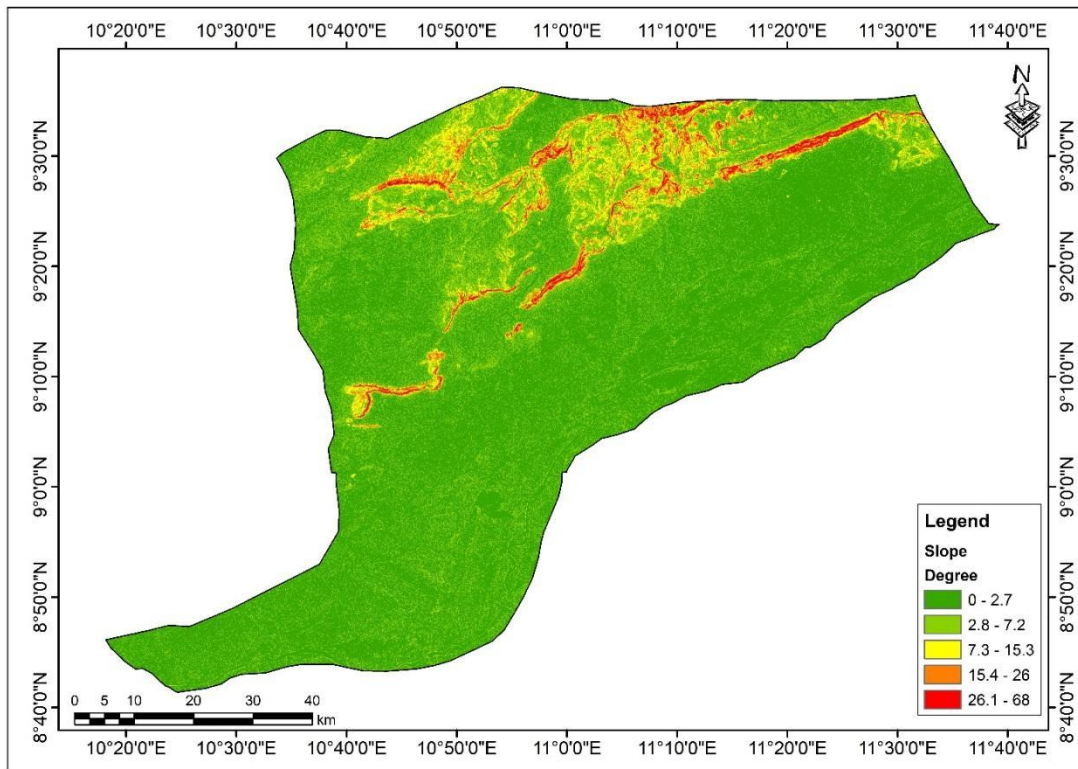 10°20'0"E 10°30'0"E 10°40'0"E 10°50'0"E 11°0'0"E 11°10'0"E 11°20'0"E 11°30'0"E 11°40'0"E
N
9°30'0"N 9°30'0"N
9°20'0"N 9°20'0"N
9°10'0"N 9°10'0"N
9°0'0"N 9°0'0"N
8°50'0"N 8°50'0"N
8°40'0"N 8°40'0"N
Legend
Slope
Degree
0 - 2.7
2.8 - 7.2
7.3 - 15.3
15.4 - 26
26.1 - 68
0 5 10 20 30 40
km
10°20'0"E 10°30'0"E 10°40'0"E 10°50'0"E 11°0'0"E 11°10'0"E 11°20'0"E 11°30'0"E 11°40'0"E